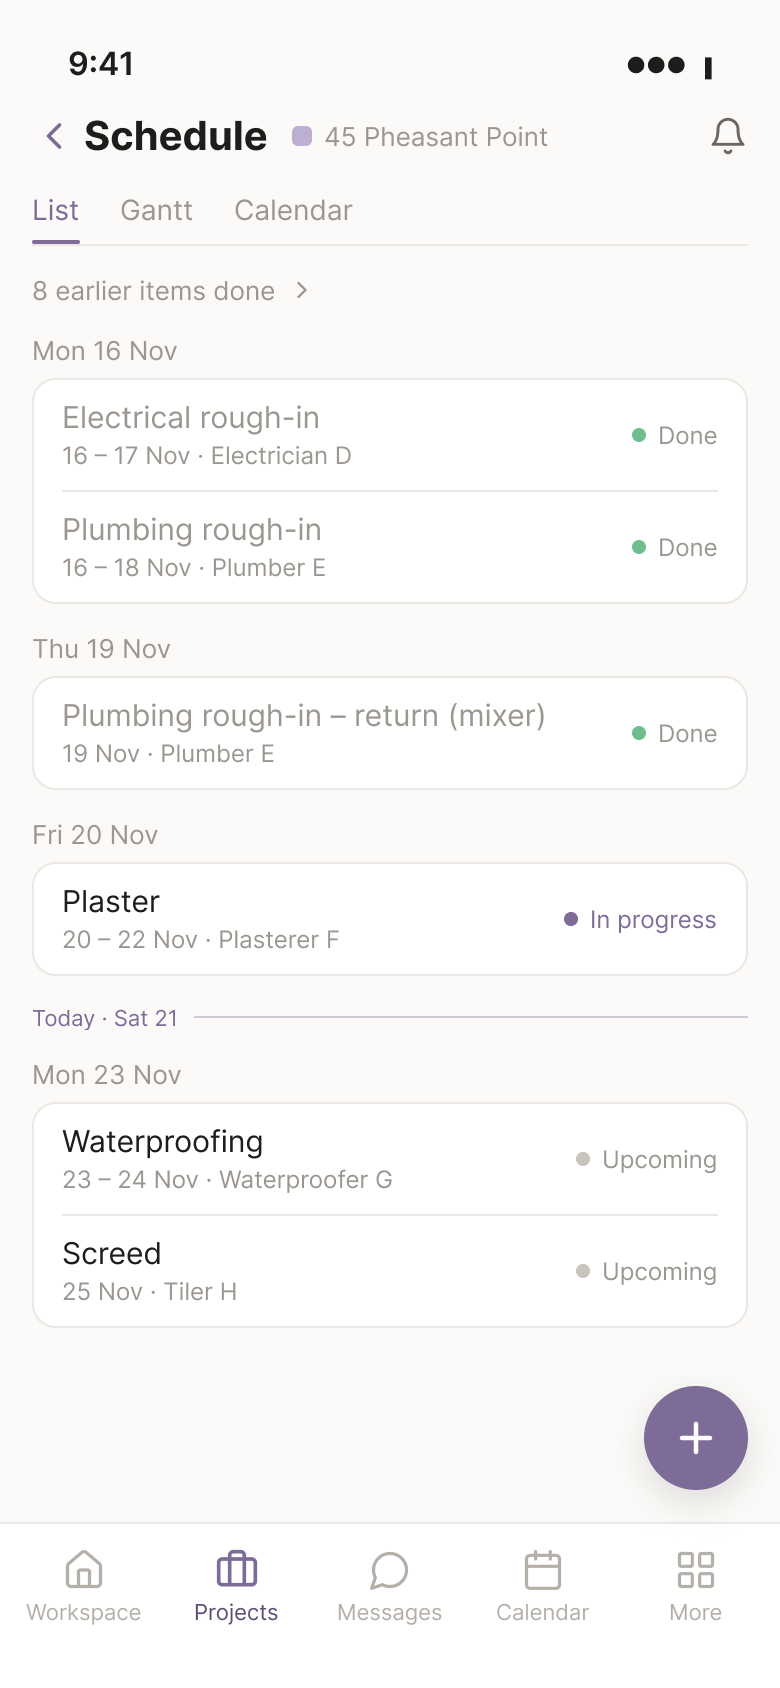 9:41
Schedule 45 Pheasant Point
List Gantt Calendar
8 earlier items done
Mon 16 Nov
Electrical rough-in
Done
16 – 17 Nov · Electrician D
Plumbing rough-in
Done
16 – 18 Nov · Plumber E
Thu 19 Nov
Plumbing rough-in – return (mixer)
Done
19 Nov · Plumber E
Fri 20 Nov
Plaster
In progress
20 – 22 Nov · Plasterer F
Today · Sat 21
Mon 23 Nov
Waterproofing
Upcoming
23 – 24 Nov · Waterproofer G
Screed
Upcoming
25 Nov · Tiler H
Workspace Projects Messages Calendar More